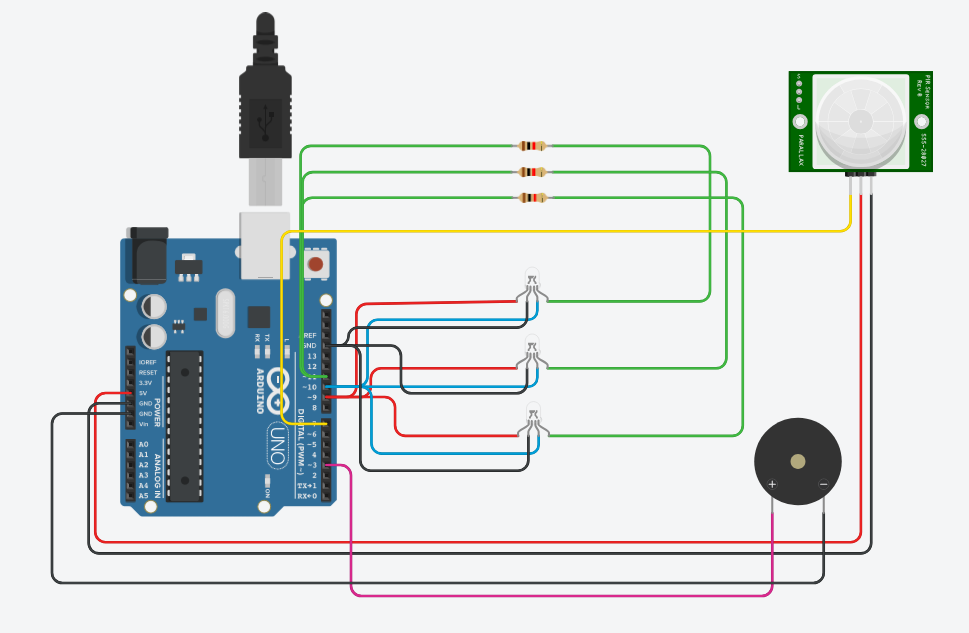 PIR Sensor
Rev B
555-28027
PARALLAX
IOREF
RESET
3.3V
5V
GND
GND
Vin
POWER
A0
A1
A2
A3
A4
A5
ANALOG IN
RX
TX
L
ARDUINO
UNO
ON
DIGITAL (PWM~)
AREF
GND
13
12
~10
~9
8
~6
~5
4
~3
2
TX→1
RX←0
+
−